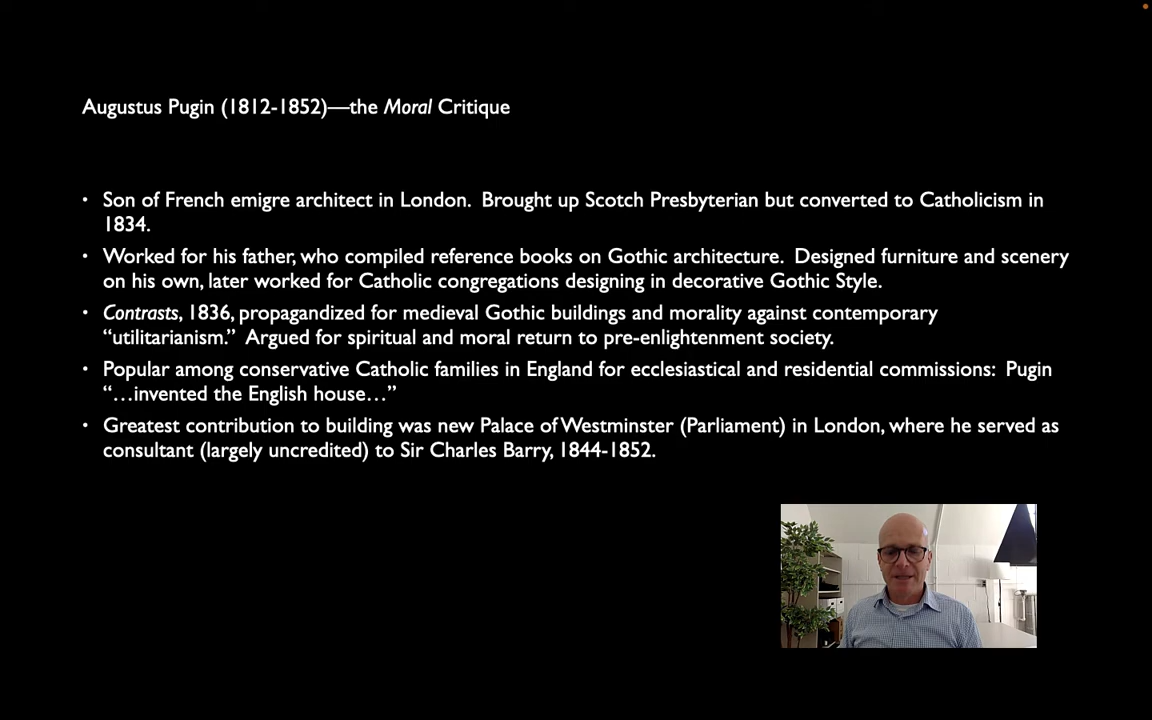 Augustus Pugin (1812-1852)—the Moral Critique
• Son of French emigre architect in London.  Brought up Scotch Presbyterian but converted to Catholicism in
1834.
• Worked for his father, who compiled reference books on Gothic architecture.  Designed furniture and scenery
on his own, later worked for Catholic congregations designing in decorative Gothic Style.
• Contrasts, 1836, propagandized for medieval Gothic buildings and morality against contemporary
“utilitarianism.”  Argued for spiritual and moral return to pre-enlightenment society.
• Popular among conservative Catholic families in England for ecclesiastical and residential commissions:  Pugin
“…invented the English house…”
• Greatest contribution to building was new Palace of Westminster (Parliament) in London, where he served as
consultant (largely uncredited) to Sir Charles Barry, 1844-1852.